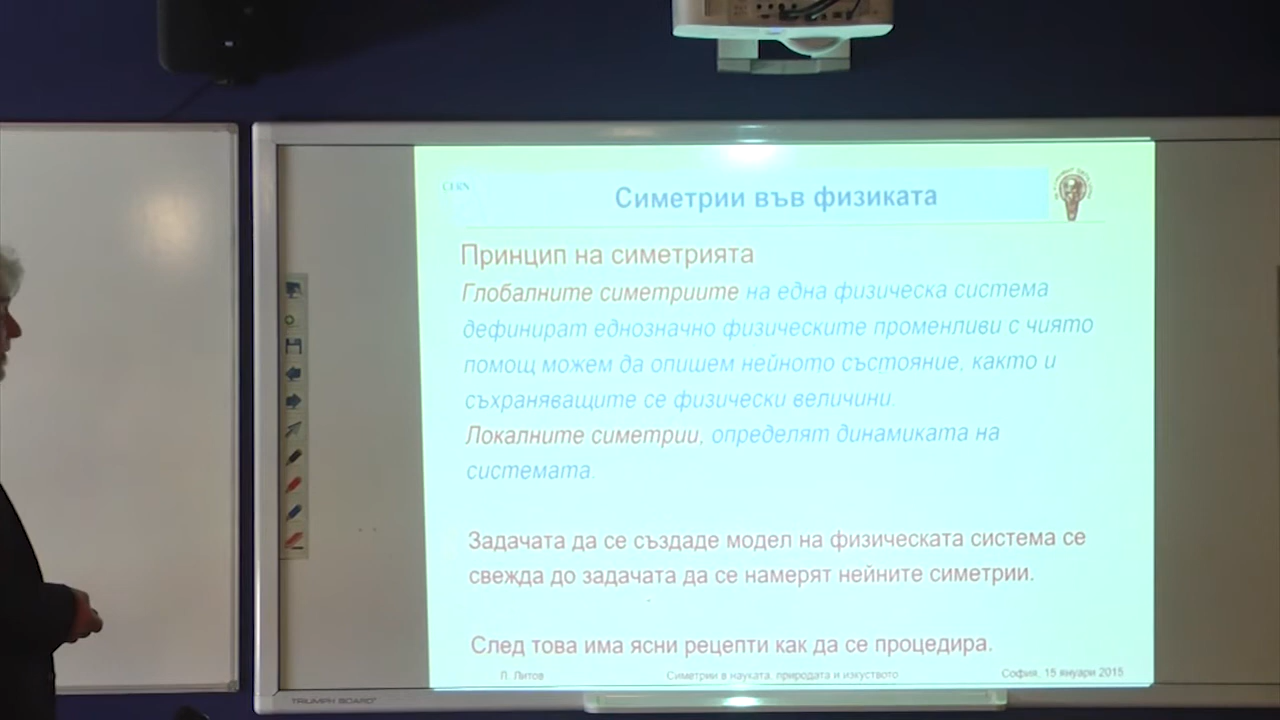 CERN
Симетрии във физиката
Принцип на симетрията
Глобалните симетриите на една физическа система
дефинират еднозначно физическите променливи с чиято
помощ можем да опишем нейното състояние, както и
съхраняващите се физически величини.
Локалните симетрии, определят динамиката на
системата.
Задачата да се създаде модел на физическата система се
свежда до задачата да се намерят нейните симетрии.
След това има ясни рецепти как да се процедира.
Л. Литов
Симетрии в науката, природата и изкуството
София, 15 януари 2015
TRIUMPH BOARD